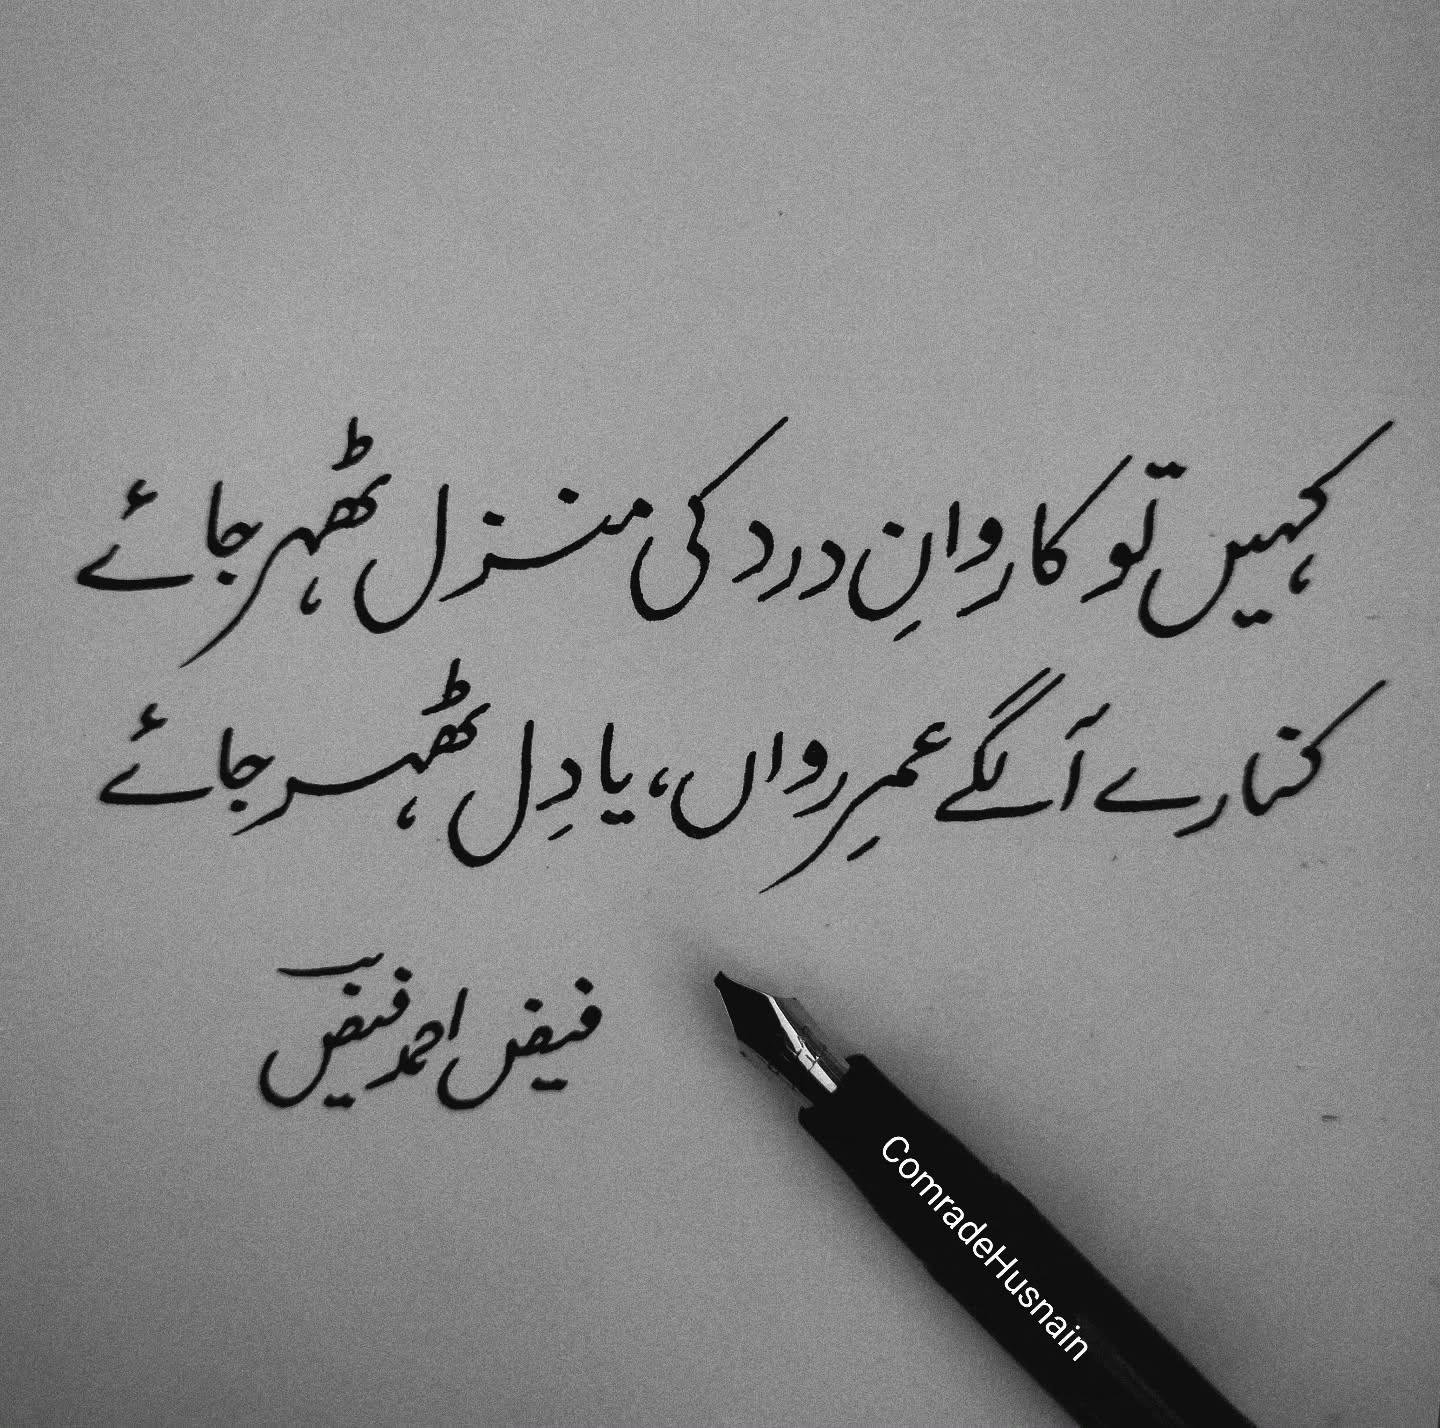 کہیں تو کاروانِ درد کی منزل ٹھہر جائے
کنارے آ لگے عمرِ رواں، یا دِل ٹھہر جائے
فیض احمد فیض
ComradeHusnain